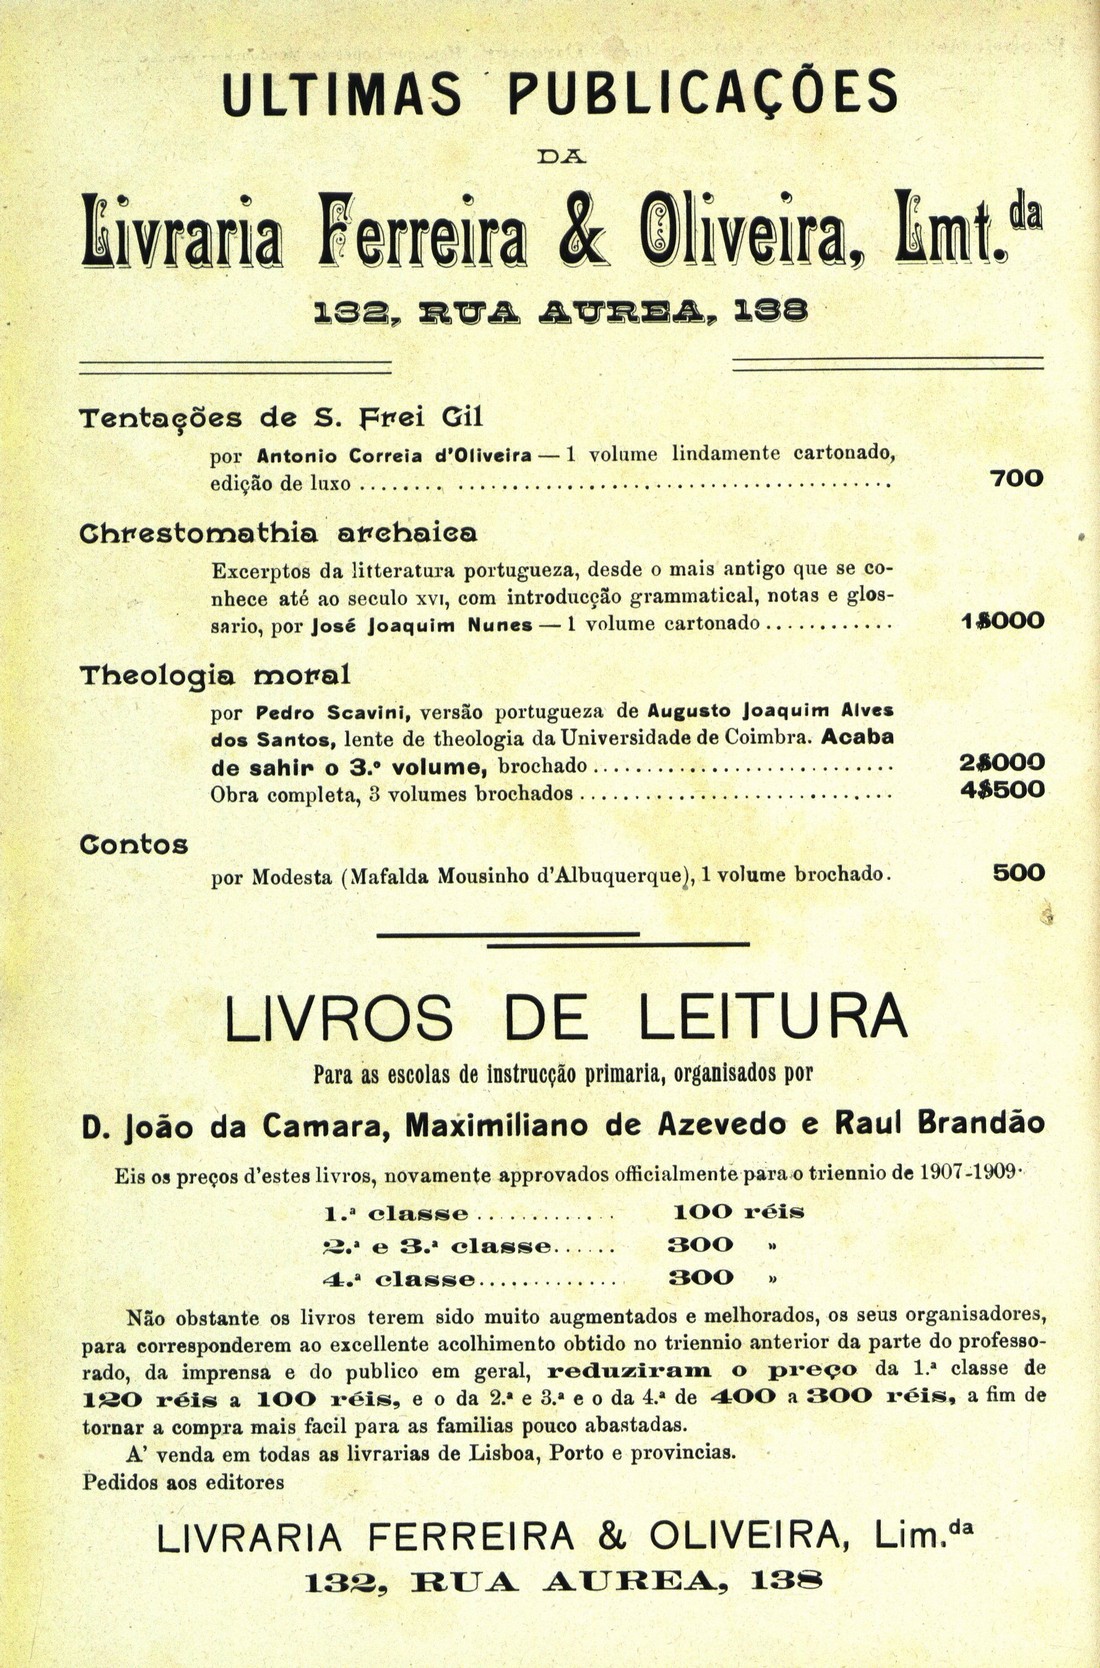 ULTIMAS PUBLICAÇÕES
DA
Livraria Ferreira & Oliveira, Lmt.da
132, RUA AUREA, 138
Tentações de S. Frei Gil
por Antonio Correia d'Oliveira — 1 volume lindamente cartonado,
edição de luxo ........ ........................................ 700
Chrestomathia archaica
Excerptos da litteratura portugueza, desde o mais antigo que se co-
nhece até ao seculo XVI, com introducção grammatical, notas e glos-
sario, por José Joaquim Nunes — 1 volume cartonado ............ 1$000
Theologia moral
por Pedro Scavini, versão portugueza de Augusto Joaquim Alves
dos Santos, lente de theologia da Universidade de Coimbra. Acaba
de sahir o 3.º volume, brochado ............................ 2$000
Obra completa, 3 volumes brochados ............................. 4$500
Contos
por Modesta (Mafalda Mousinho d'Albuquerque), 1 volume brochado. 500
LIVROS DE LEITURA
Para as escolas de instrucção primaria, organisados por
D. João da Camara, Maximiliano de Azevedo e Raul Brandão
Eis os preços d'estes livros, novamente approvados officialmente para o triennio de 1907-1909.
1.ª classe ............ 100 réis
2.ª e 3.ª classe...... 300 »
4.ª classe............. 300 »
Não obstante os livros terem sido muito augmentados e melhorados, os seus organisadores,
para corresponderem ao excellente acolhimento obtido no triennio anterior da parte do professo-
rado, da imprensa e do publico em geral, reduziram o preço da 1.ª classe de
120 réis a 100 réis, e o da 2.ª e 3.ª e o da 4.ª de 400 a 300 réis, a fim de
tornar a compra mais facil para as familias pouco abastadas.
A' venda em todas as livrarias de Lisboa, Porto e provincias.
Pedidos aos editores
LIVRARIA FERREIRA & OLIVEIRA, Lim.da
132, RUA AUREA, 138